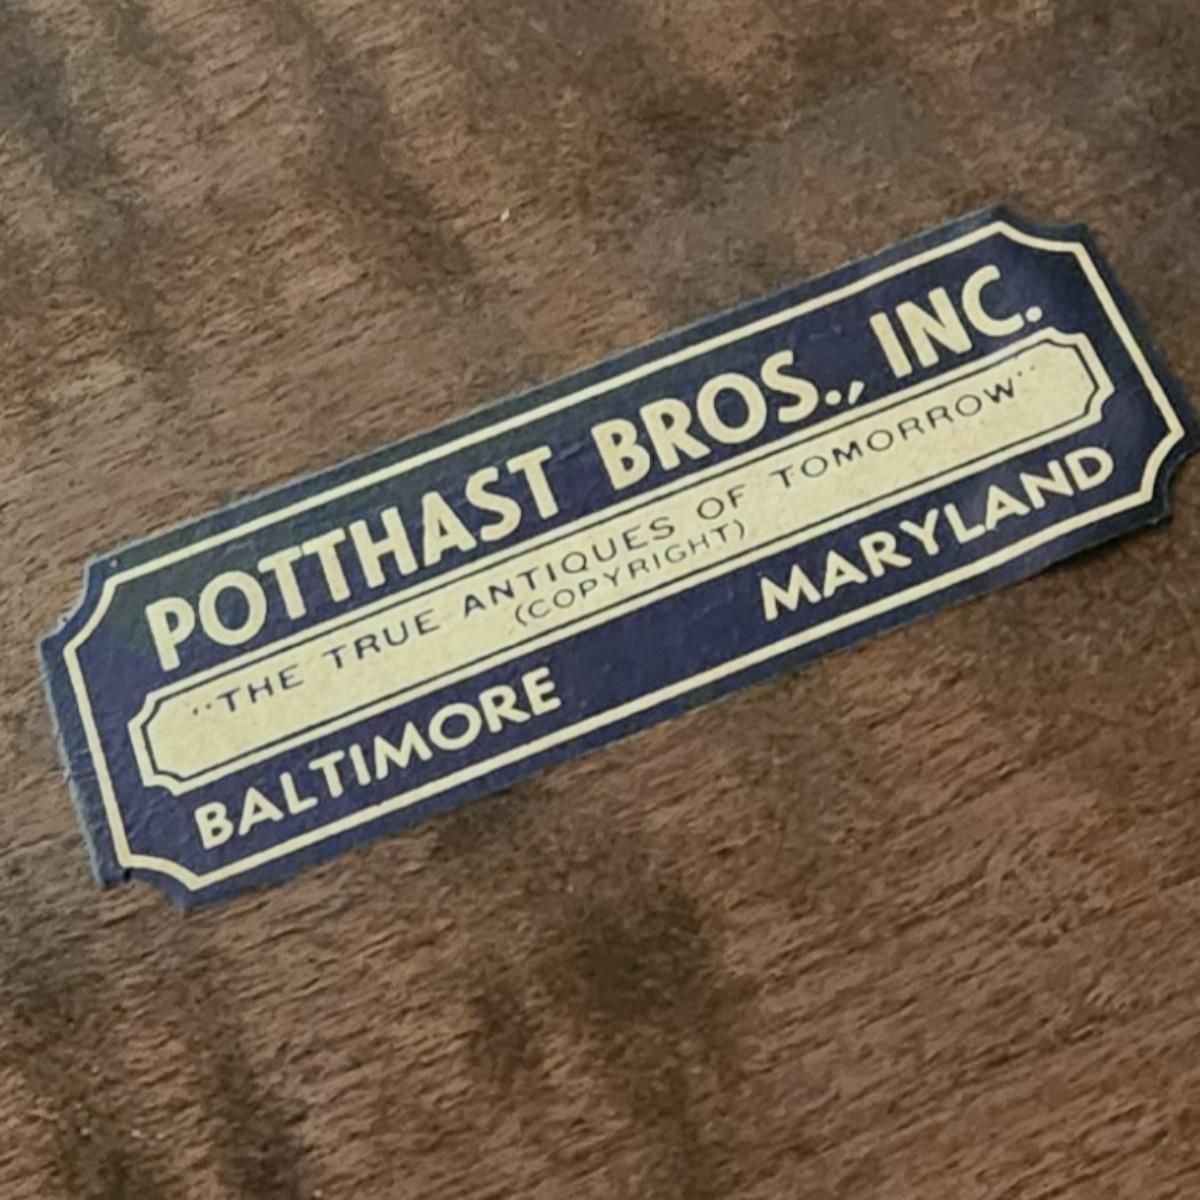 POTTHAST BROS., INC.
"THE TRUE ANTIQUES OF TOMORROW"
(COPYRIGHT)
BALTIMORE MARYLAND